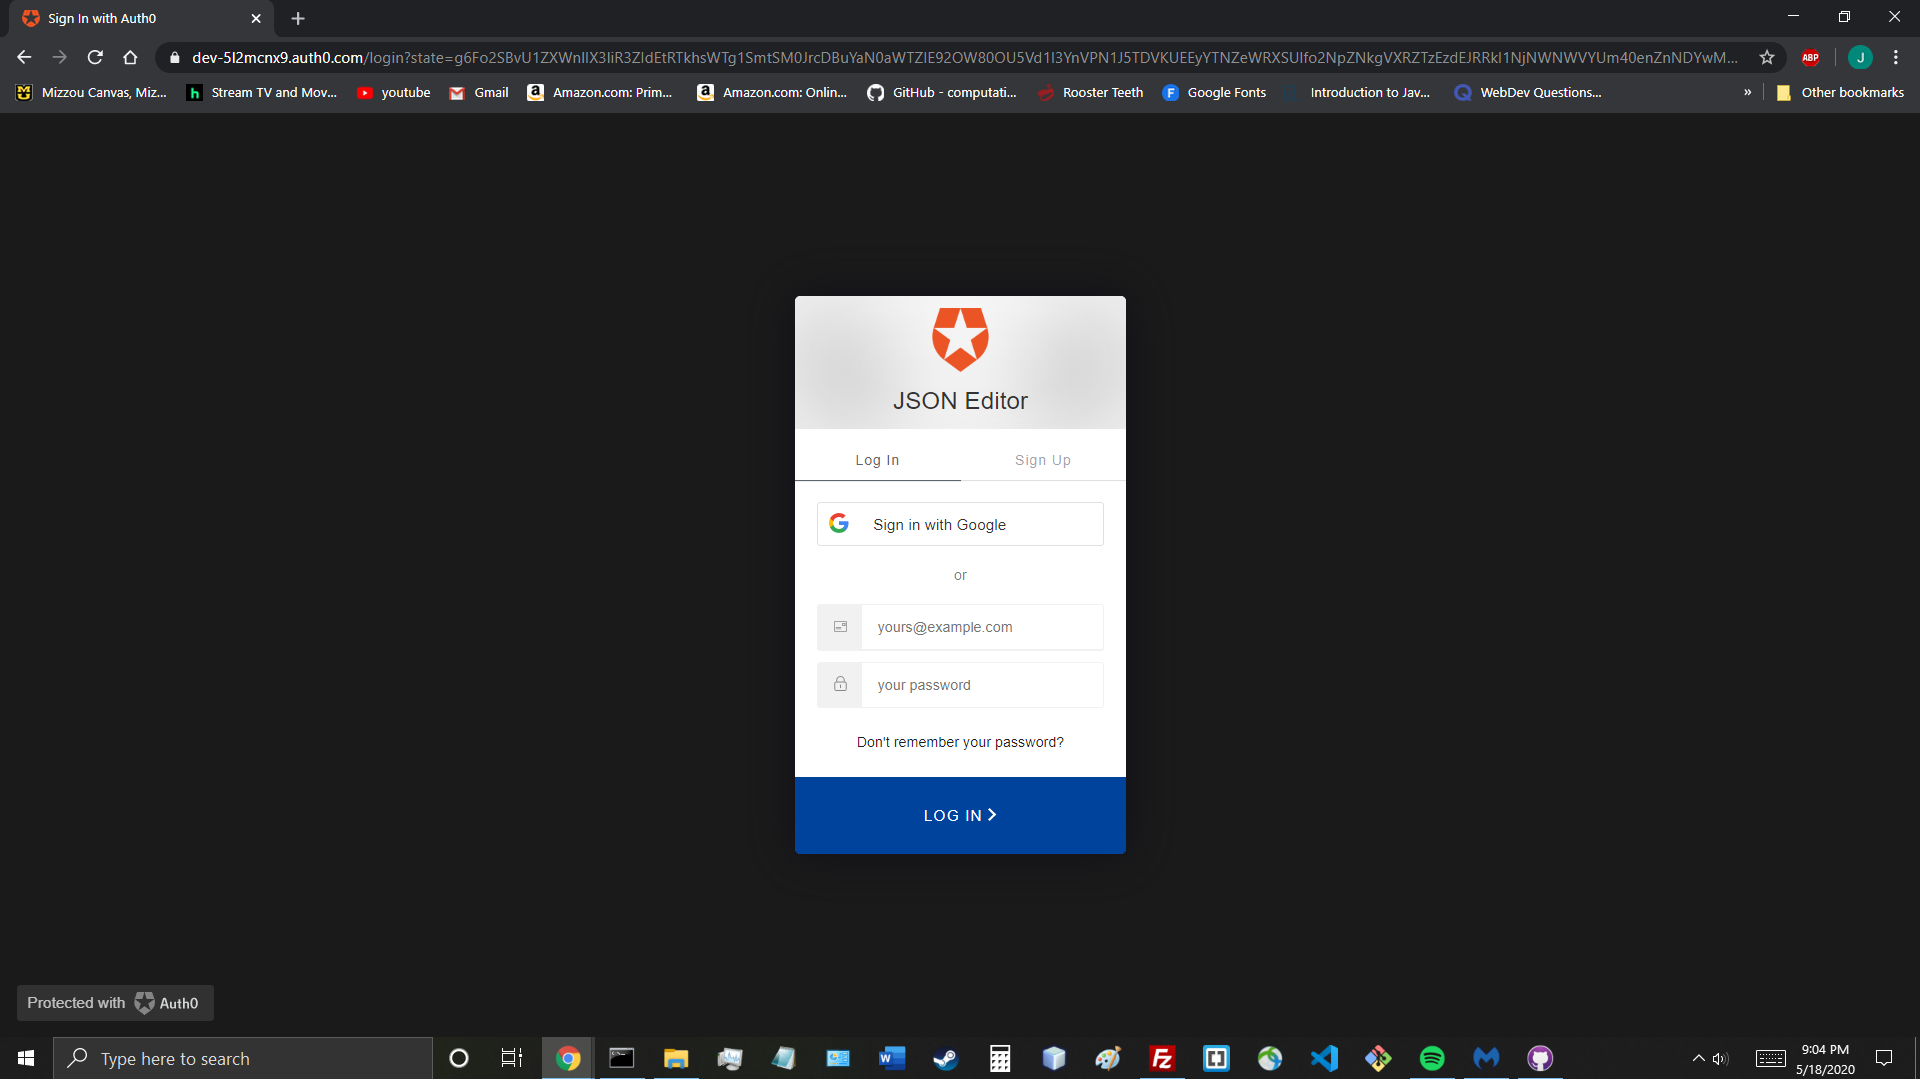 Sign In with Auth0
dev-5l2mcnx9.auth0.com
Mizzou Canvas, Miz...
Stream TV and Mov...
youtube
Gmail
Amazon.com: Prim...
Amazon.com: Onlin...
GitHub - computati...
Rooster Teeth
Google Fonts
Introduction to Jav...
WebDev Questions...
»
Other bookmarks
ABP
J
JSON Editor
Log In
Sign Up
Sign in with Google
or
yours@example.com
your password
Don't remember your password?
LOG IN
Protected with Auth0
Type here to search
9:04 PM
5/18/2020